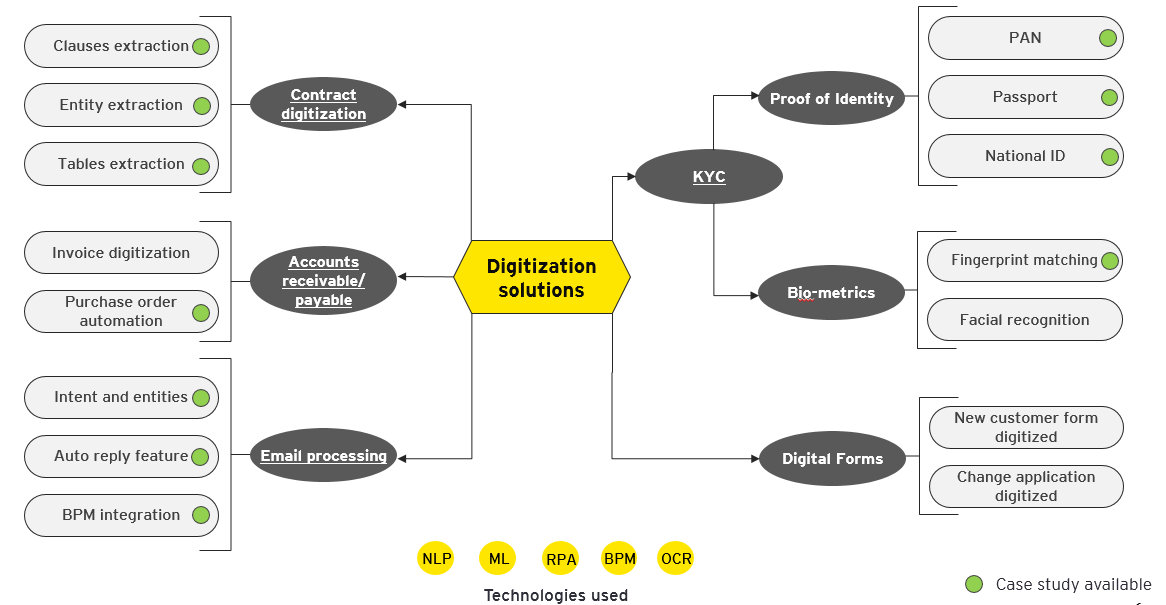 Clauses extraction
Entity extraction
Tables extraction
Contract
digitization
Invoice digitization
Purchase order
automation
Accounts
receivable/
payable
Intent and entities
Auto reply feature
BPM integration
Email processing
Digitization
solutions
KYC
Proof of Identity
PAN
Passport
National ID
Bio-metrics
Fingerprint matching
Facial recognition
Digital Forms
New customer form
digitized
Change application
digitized
NLP
ML
RPA
BPM
OCR
Technologies used
Case study available